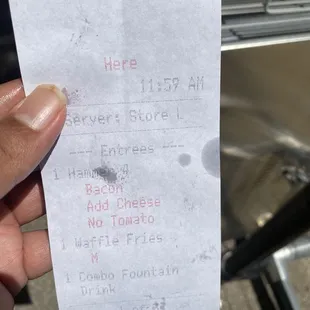 Here
11:59 AM
Server: Store L
--- Entrees ---
1
Bacon
Add Cheese
No Tomato
1 Waffle Fries
M
1 Combo Fountain
Drink